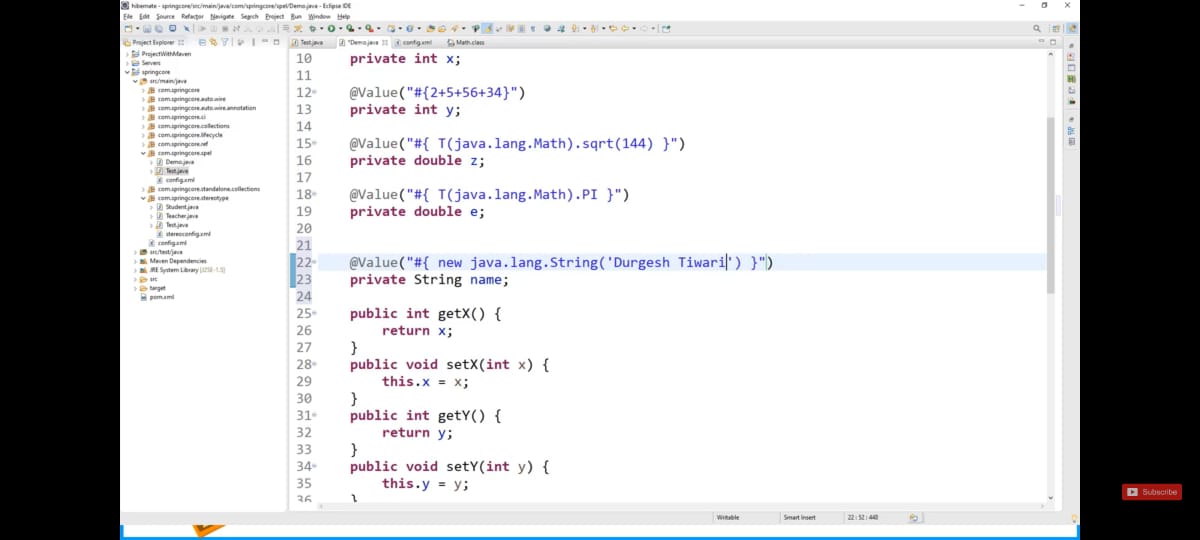 hibernate - springcore/src/main/java/com/springcore/spel/Demo.java - Eclipse IDE
File Edit Source Refactor Navigate Search Project Run Window Help
Project Explorer
Test.java *Demo.java config.xml Math.class
ProjectWithMaven
Servers
springcore
src/main/java
com.springcore
com.springcore.auto.wire
com.springcore.auto.wire.annotation
com.springcore.ci
com.springcore.collections
com.springcore.lifecycle
com.springcore.ref
com.springcore.spel
Demo.java
Test.java
config.xml
com.springcore.standalone.collections
com.springcore.stereotype
Student.java
Teacher.java
Test.java
stereoconfig.xml
config.xml
src/test/java
Maven Dependencies
JRE System Library [J2SE-1.5]
src
target
pom.xml
10 private int x;
11
12 @Value("#{2+5+56+34}")
13 private int y;
14
15 @Value("#{ T(java.lang.Math).sqrt(144) }")
16 private double z;
17
18 @Value("#{ T(java.lang.Math).PI }")
19 private double e;
20
21
22 @Value("#{ new java.lang.String('Durgesh Tiwari') }")
23 private String name;
24
25 public int getX() {
26 return x;
27 }
28 public void setX(int x) {
29 this.x = x;
30 }
31 public int getY() {
32 return y;
33 }
34 public void setY(int y) {
35 this.y = y;
36 }
Writable Smart Insert 22 : 52 : 448
Subscribe